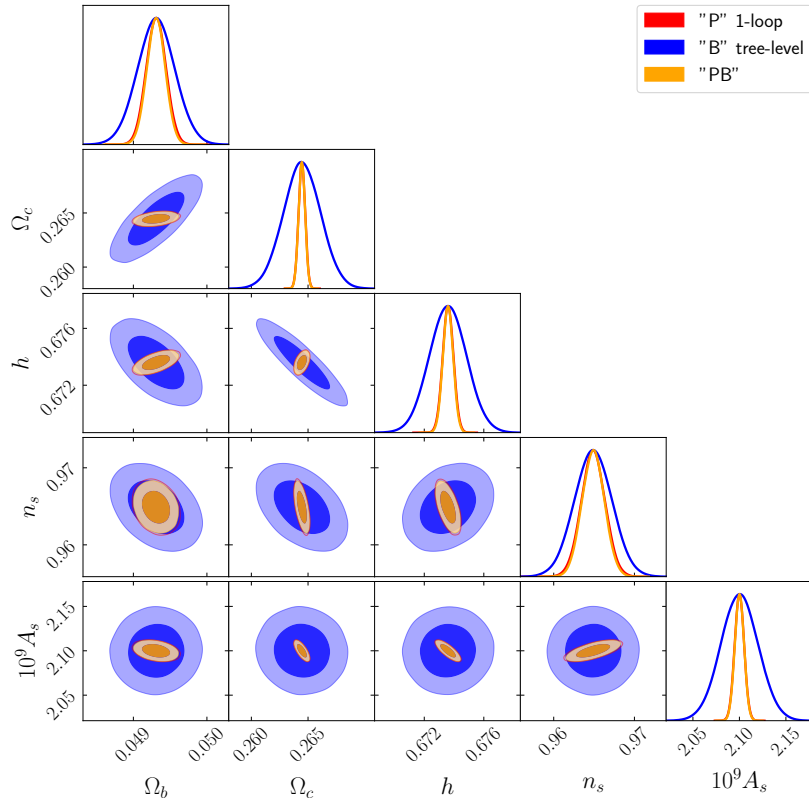 "P" 1-loop
"B" tree-level
"PB"
Ω_c
0.265
0.260
h
0.676
0.672
n_s
0.97
0.96
10^9 A_s
2.15
2.10
2.05
0.049 0.050 0.260 0.265 0.672 0.676 0.96 0.97 2.05 2.10 2.15
Ω_b Ω_c h n_s 10^9 A_s